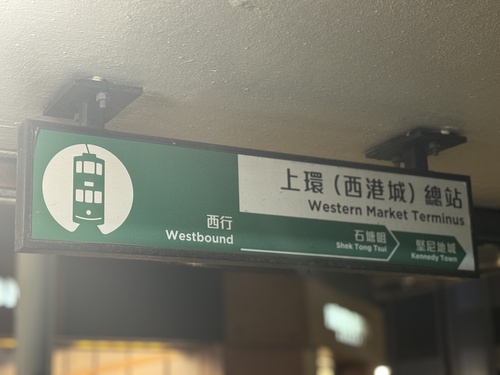 上環（西港城）總站
Western Market Terminus
西行
Westbound
石塘咀
Shek Tong Tsui
堅尼地城
Kennedy Town